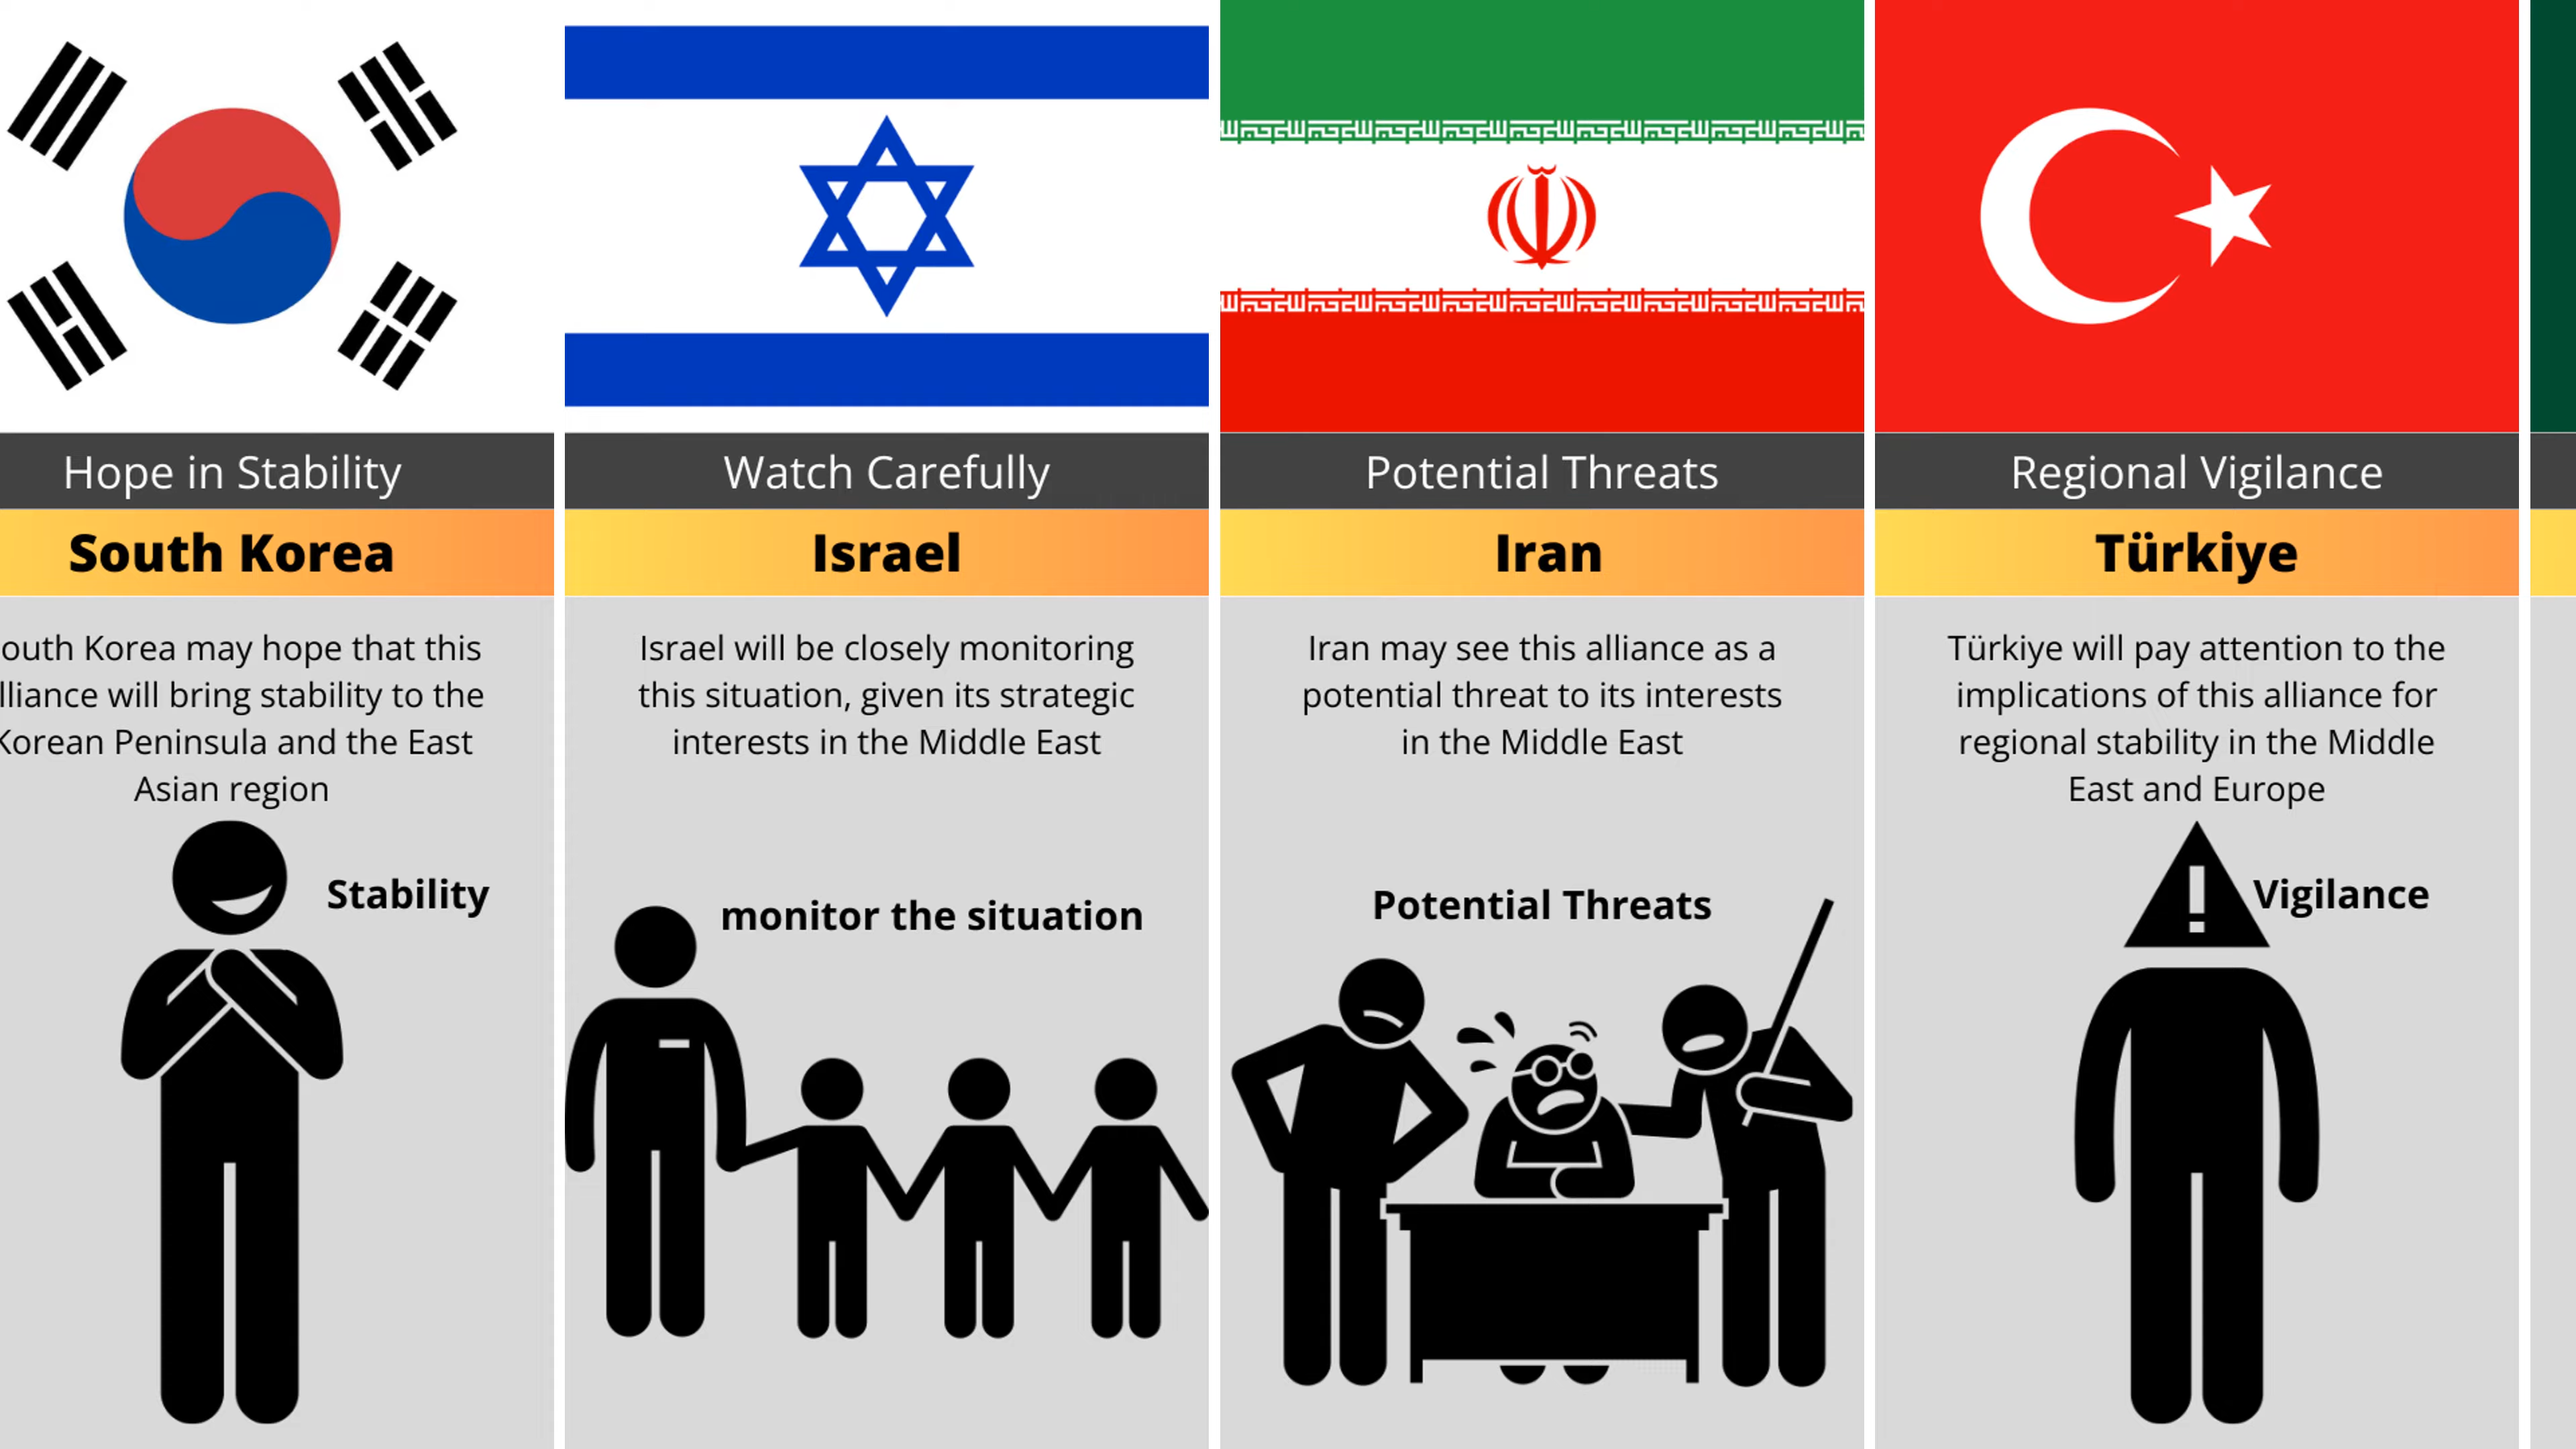 Hope in Stability
South Korea
outh Korea may hope that this
lliance will bring stability to the
Korean Peninsula and the East
Asian region
Stability
Watch Carefully
Israel
Israel will be closely monitoring
this situation, given its strategic
interests in the Middle East
monitor the situation
Potential Threats
Iran
Iran may see this alliance as a
potential threat to its interests
in the Middle East
Potential Threats
Regional Vigilance
Türkiye
Türkiye will pay attention to the
implications of this alliance for
regional stability in the Middle
East and Europe
Vigilance